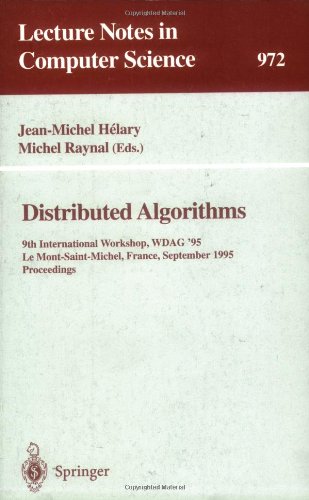 Lecture Notes in
Computer Science 972
Jean-Michel Hélary
Michel Raynal (Eds.)
Distributed Algorithms
9th International Workshop, WDAG '95
Le Mont-Saint-Michel, France, September 1995
Proceedings
Springer